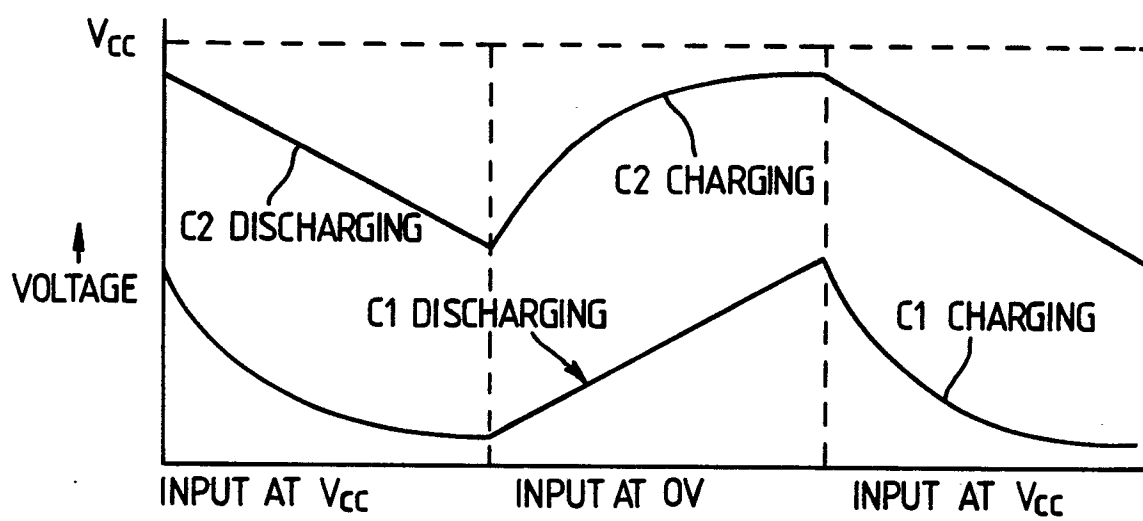 VCC
C2 CHARGING
C2 DISCHARGING
VOLTAGE
C1 DISCHARGING
C1 CHARGING
INPUT AT VCC
INPUT AT 0V
INPUT AT VCC